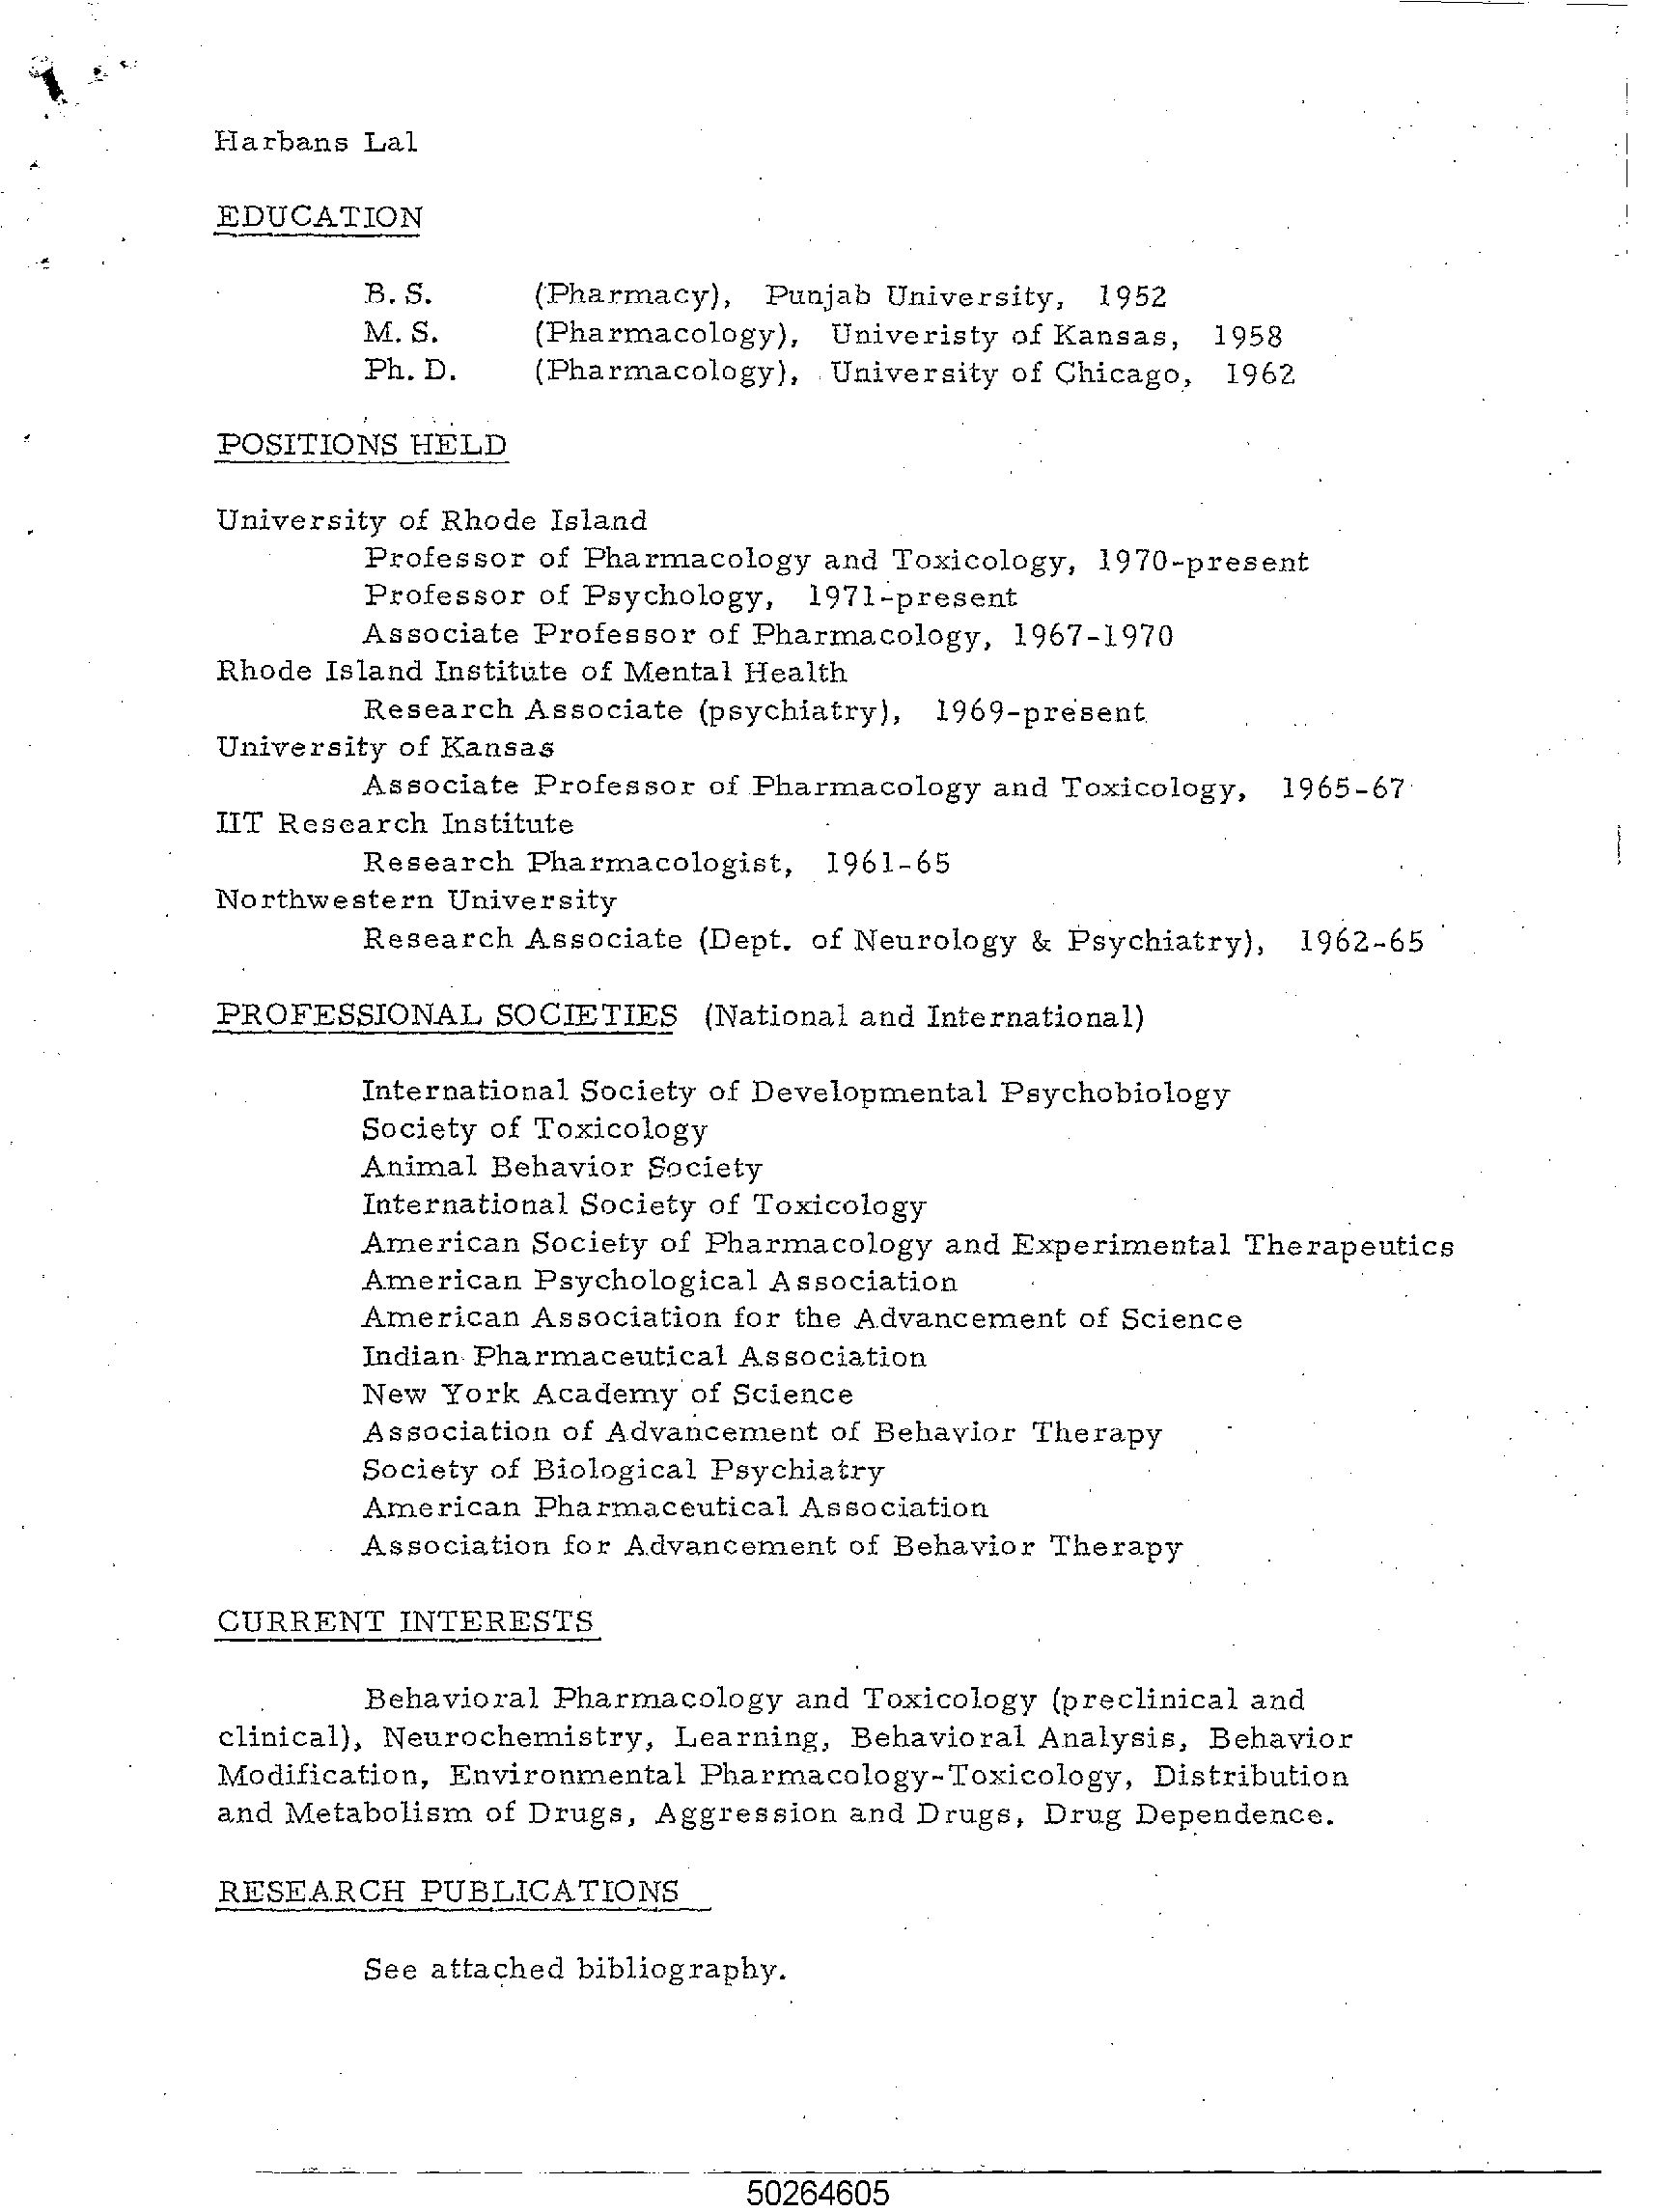 Harbans Lal
EDUCATION
B.S. (Pharmacy), Punjab University, 1952
M.S. (Pharmacology), Univeristy of Kansas, 1958
Ph.D. (Pharmacology), University of Chicago, 1962
POSITIONS HELD
University of Rhode Island
Professor of Pharmacology and Toxicology, 1970-present
Professor of Psychology, 1971-present
Associate Professor of Pharmacology, 1967-1970
Rhode Island Institute of Mental Health
Research Associate (psychiatry), 1969-present
University of Kansas
Associate Professor of Pharmacology and Toxicology, 1965-67
IIT Research Institute
Research Pharmacologist, 1961-65
Northwestern University
Research Associate (Dept. of Neurology & Psychiatry), 1962-65
PROFESSIONAL SOCIETIES (National and International)
International Society of Developmental Psychobiology
Society of Toxicology
Animal Behavior Society
International Society of Toxicology
American Society of Pharmacology and Experimental Therapeutics
American Psychological Association
American Association for the Advancement of Science
Indian Pharmaceutical Association
New York Academy of Science
Association of Advancement of Behavior Therapy
Society of Biological Psychiatry
American Pharmaceutical Association
Association for Advancement of Behavior Therapy
CURRENT INTERESTS
Behavioral Pharmacology and Toxicology (preclinical and
clinical), Neurochemistry, Learning, Behavioral Analysis, Behavior
Modification, Environmental Pharmacology-Toxicology, Distribution
and Metabolism of Drugs, Aggression and Drugs, Drug Dependence.
RESEARCH PUBLICATIONS
See attached bibliography.
50264605